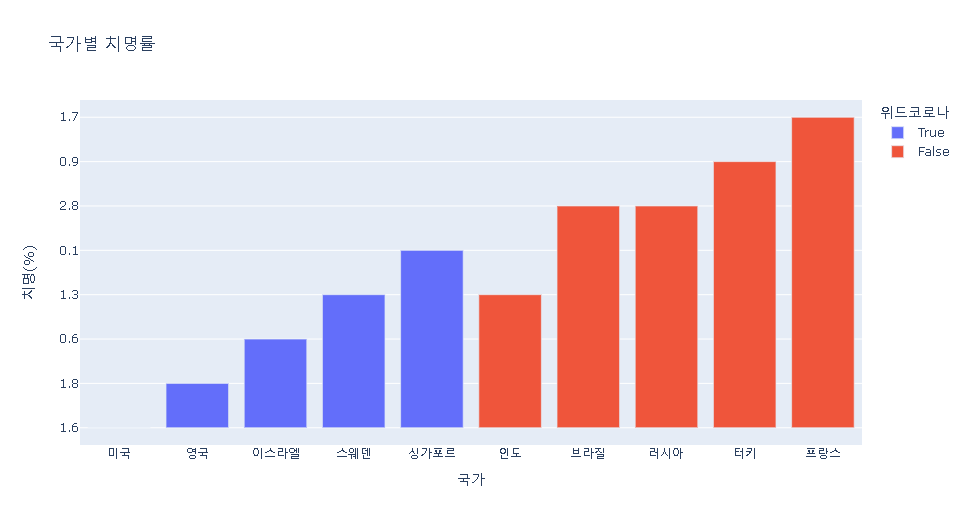 국가별 치명률
치명(%)
1.7
0.9
2.8
0.1
1.3
0.6
1.8
1.6
미국 영국 이스라엘 스웨덴 싱가포르 인도 브라질 러시아 터키 프랑스
국가
위드코로나
True
False